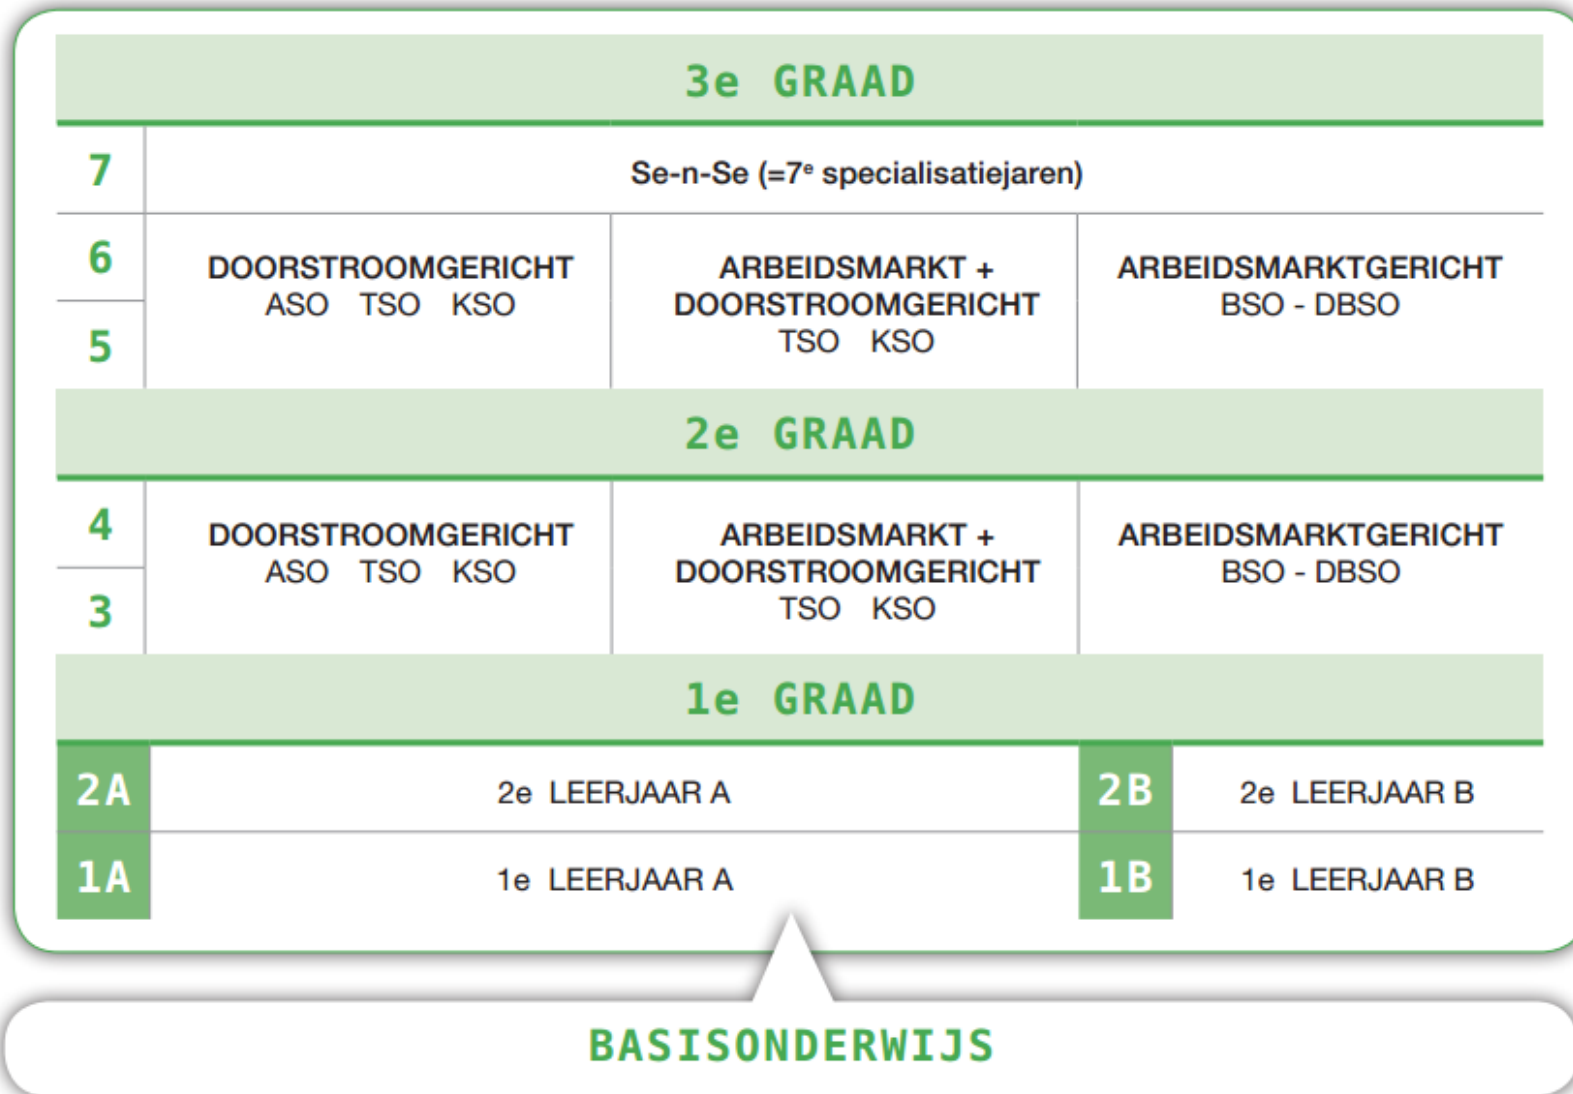 3e GRAAD
7
Se-n-Se (=7ᵉ specialisatiejaren)
6
5
DOORSTROOMGERICHT
ASO TSO KSO
ARBEIDSMARKT +
DOORSTROOMGERICHT
TSO KSO
ARBEIDSMARKTGERICHT
BSO - DBSO
2e GRAAD
4
3
DOORSTROOMGERICHT
ASO TSO KSO
ARBEIDSMARKT +
DOORSTROOMGERICHT
TSO KSO
ARBEIDSMARKTGERICHT
BSO - DBSO
1e GRAAD
2A
2e LEERJAAR A
2B
2e LEERJAAR B
1A
1e LEERJAAR A
1B
1e LEERJAAR B
BASISONDERWIJS